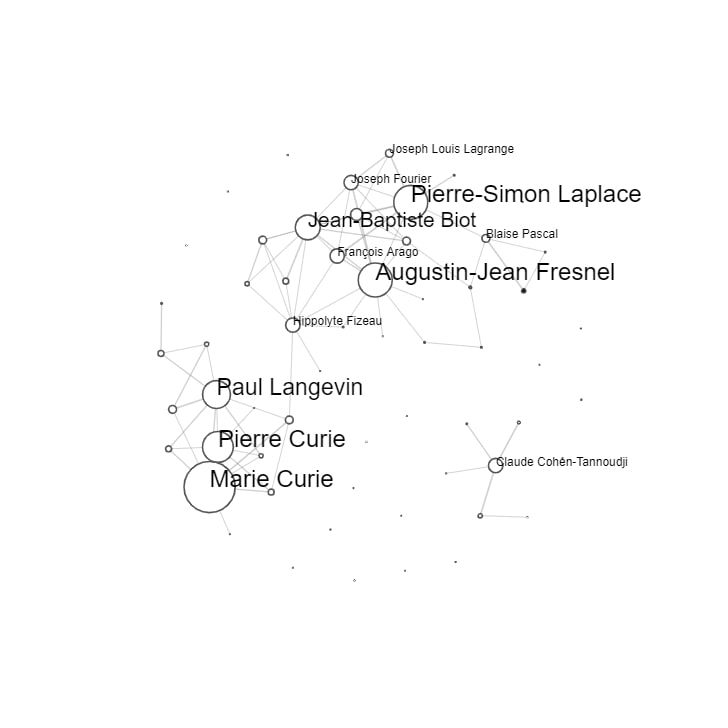 Joseph Louis Lagrange
Joseph Fourier
Pierre-Simon Laplace
Jean-Baptiste Biot
Blaise Pascal
François Arago
Augustin-Jean Fresnel
Hippolyte Fizeau
Paul Langevin
Pierre Curie
Claude Cohen-Tannoudji
Marie Curie